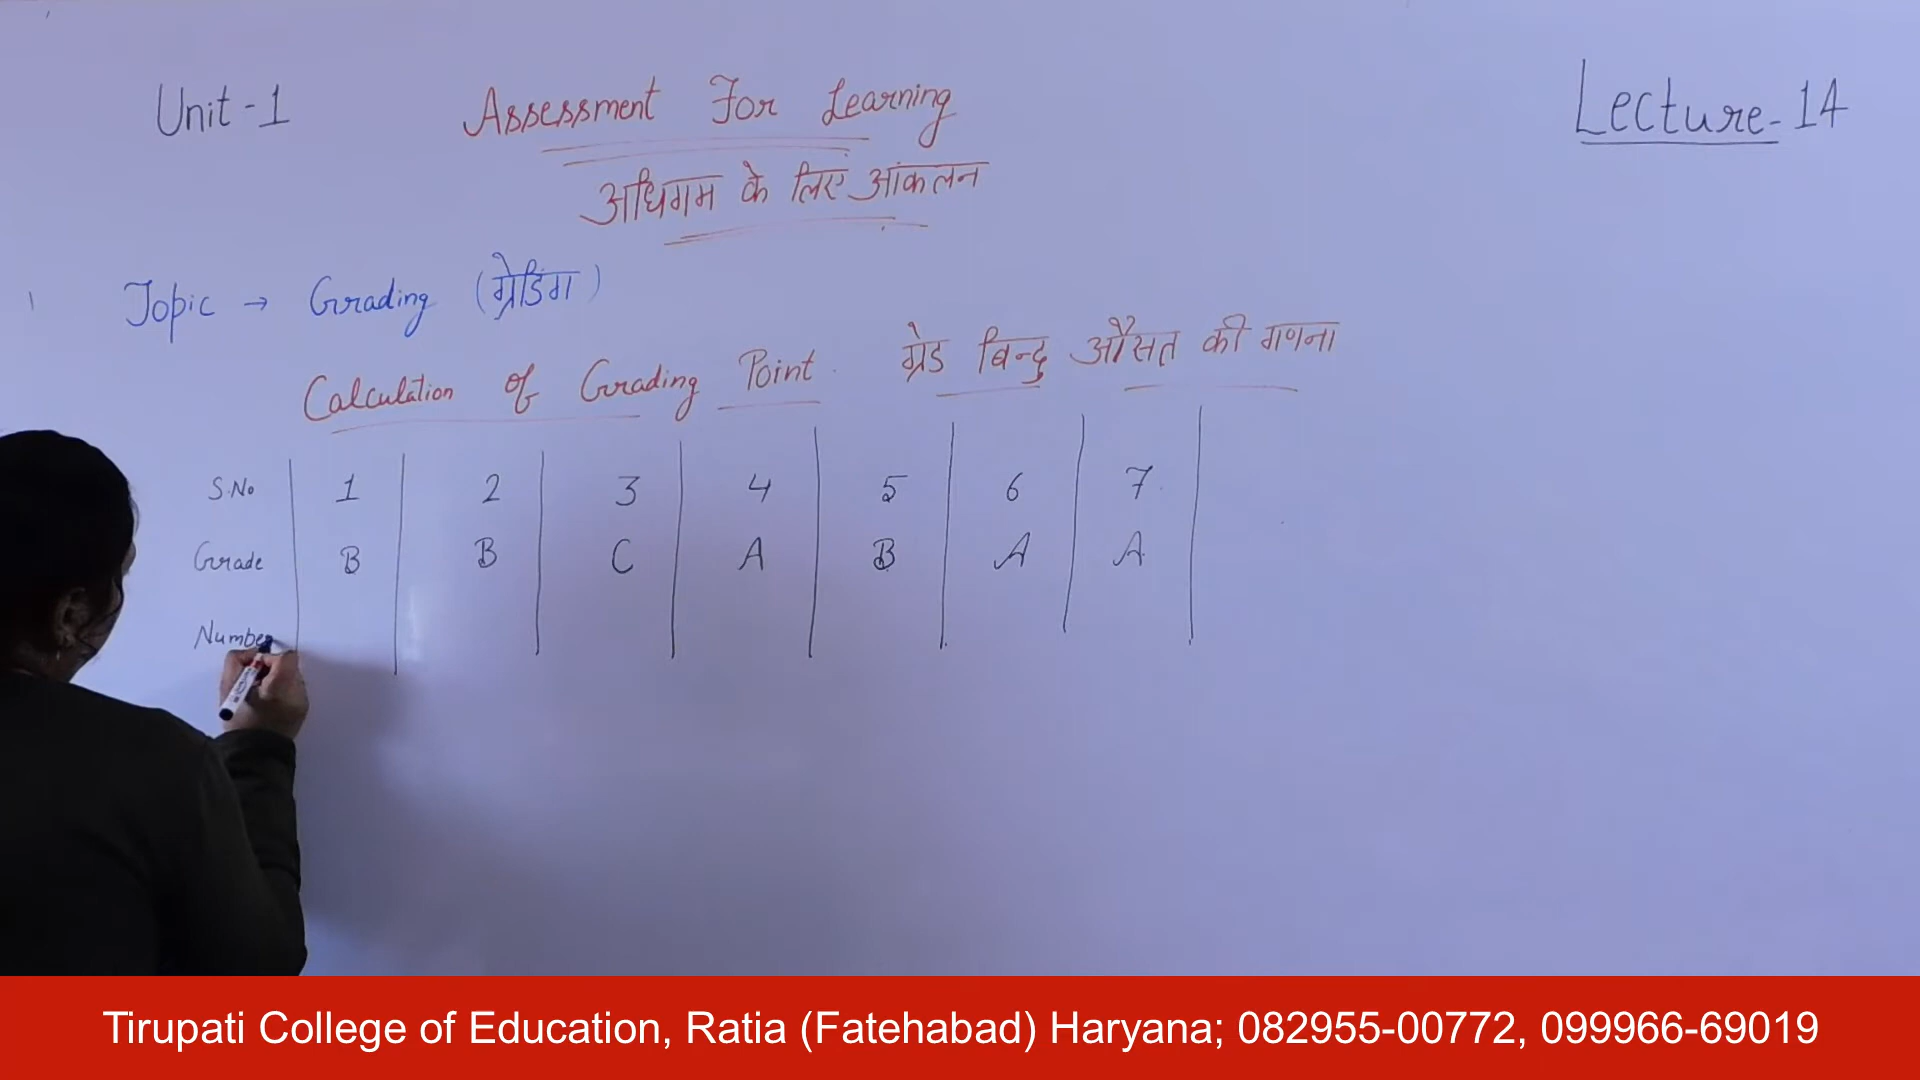 Unit-1 Assessment For Learning Lecture-14
अधिगम के लिए आंकलन
Topic → Grading (ग्रेडिंग)
Calculation of Grading Point. ग्रेड बिन्दु औसत की गणना
S.No 1 2 3 4 5 6 7
Grade B B C A B A A
Number
Tirupati College of Education, Ratia (Fatehabad) Haryana; 082955-00772, 099966-69019